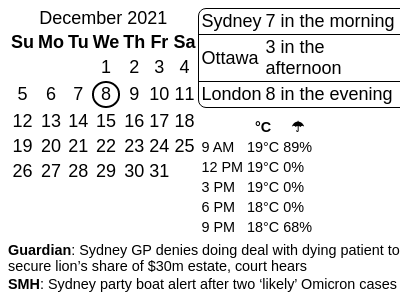 December 2021
Su Mo Tu We Th Fr Sa
1 2 3 4
5 6 7 8 9 10 11
12 13 14 15 16 17 18
19 20 21 22 23 24 25
26 27 28 29 30 31
Sydney 7 in the morning
Ottawa 3 in the
afternoon
London 8 in the evening
°C ☂
9 AM 19°C 89%
12 PM 19°C 0%
3 PM 19°C 0%
6 PM 18°C 0%
9 PM 18°C 68%
Guardian: Sydney GP denies doing deal with dying patient to
secure lion’s share of $30m estate, court hears
SMH: Sydney party boat alert after two ‘likely’ Omicron cases